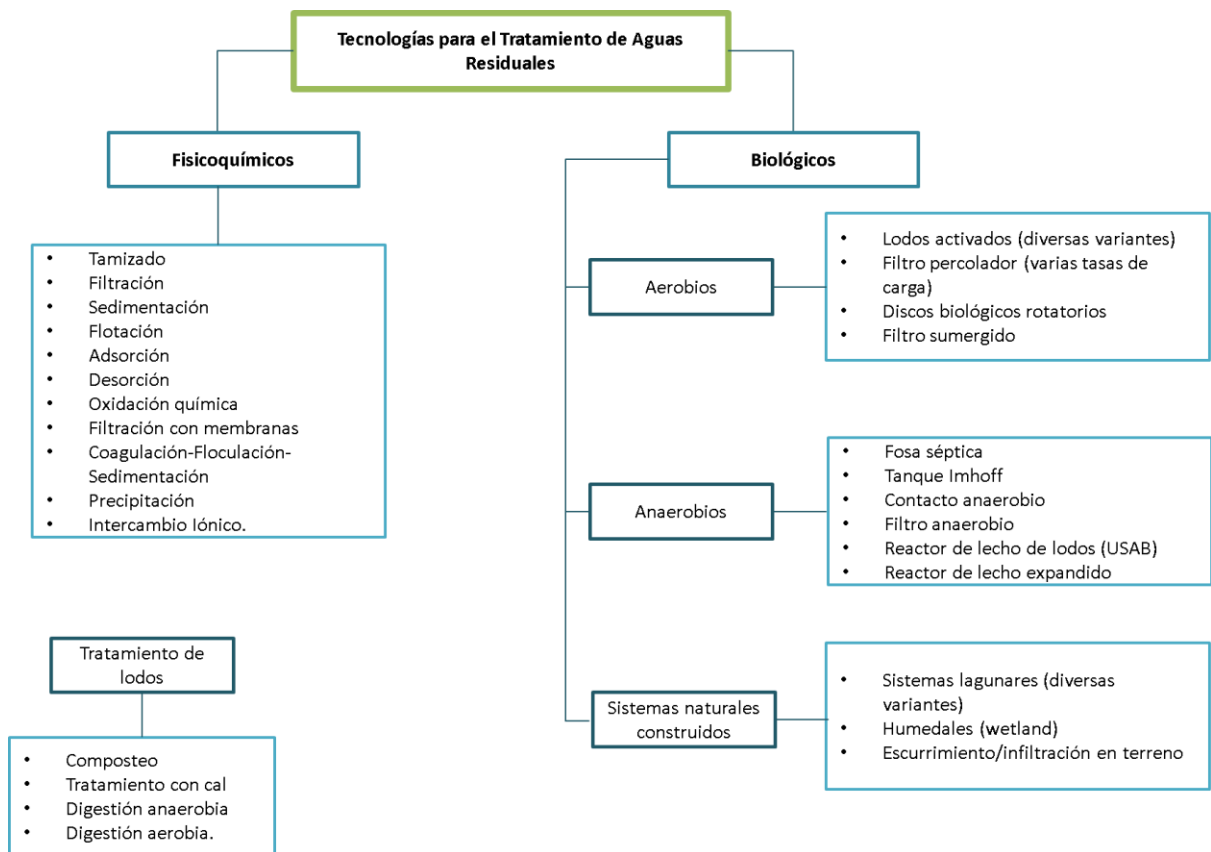 Tecnologías para el Tratamiento de Aguas
Residuales
Fisicoquímicos
• Tamizado
• Filtración
• Sedimentación
• Flotación
• Adsorción
• Desorción
• Oxidación química
• Filtración con membranas
• Coagulación-Floculación-
Sedimentación
• Precipitación
• Intercambio Iónico.
Tratamiento de
lodos
• Composteo
• Tratamiento con cal
• Digestión anaerobia
• Digestión aerobia.
Biológicos
Aerobios
• Lodos activados (diversas variantes)
• Filtro percolador (varias tasas de
carga)
• Discos biológicos rotatorios
• Filtro sumergido
Anaerobios
• Fosa séptica
• Tanque Imhoff
• Contacto anaerobio
• Filtro anaerobio
• Reactor de lecho de lodos (USAB)
• Reactor de lecho expandido
Sistemas naturales
construidos
• Sistemas lagunares (diversas
variantes)
• Humedales (wetland)
• Escurrimiento/infiltración en terreno